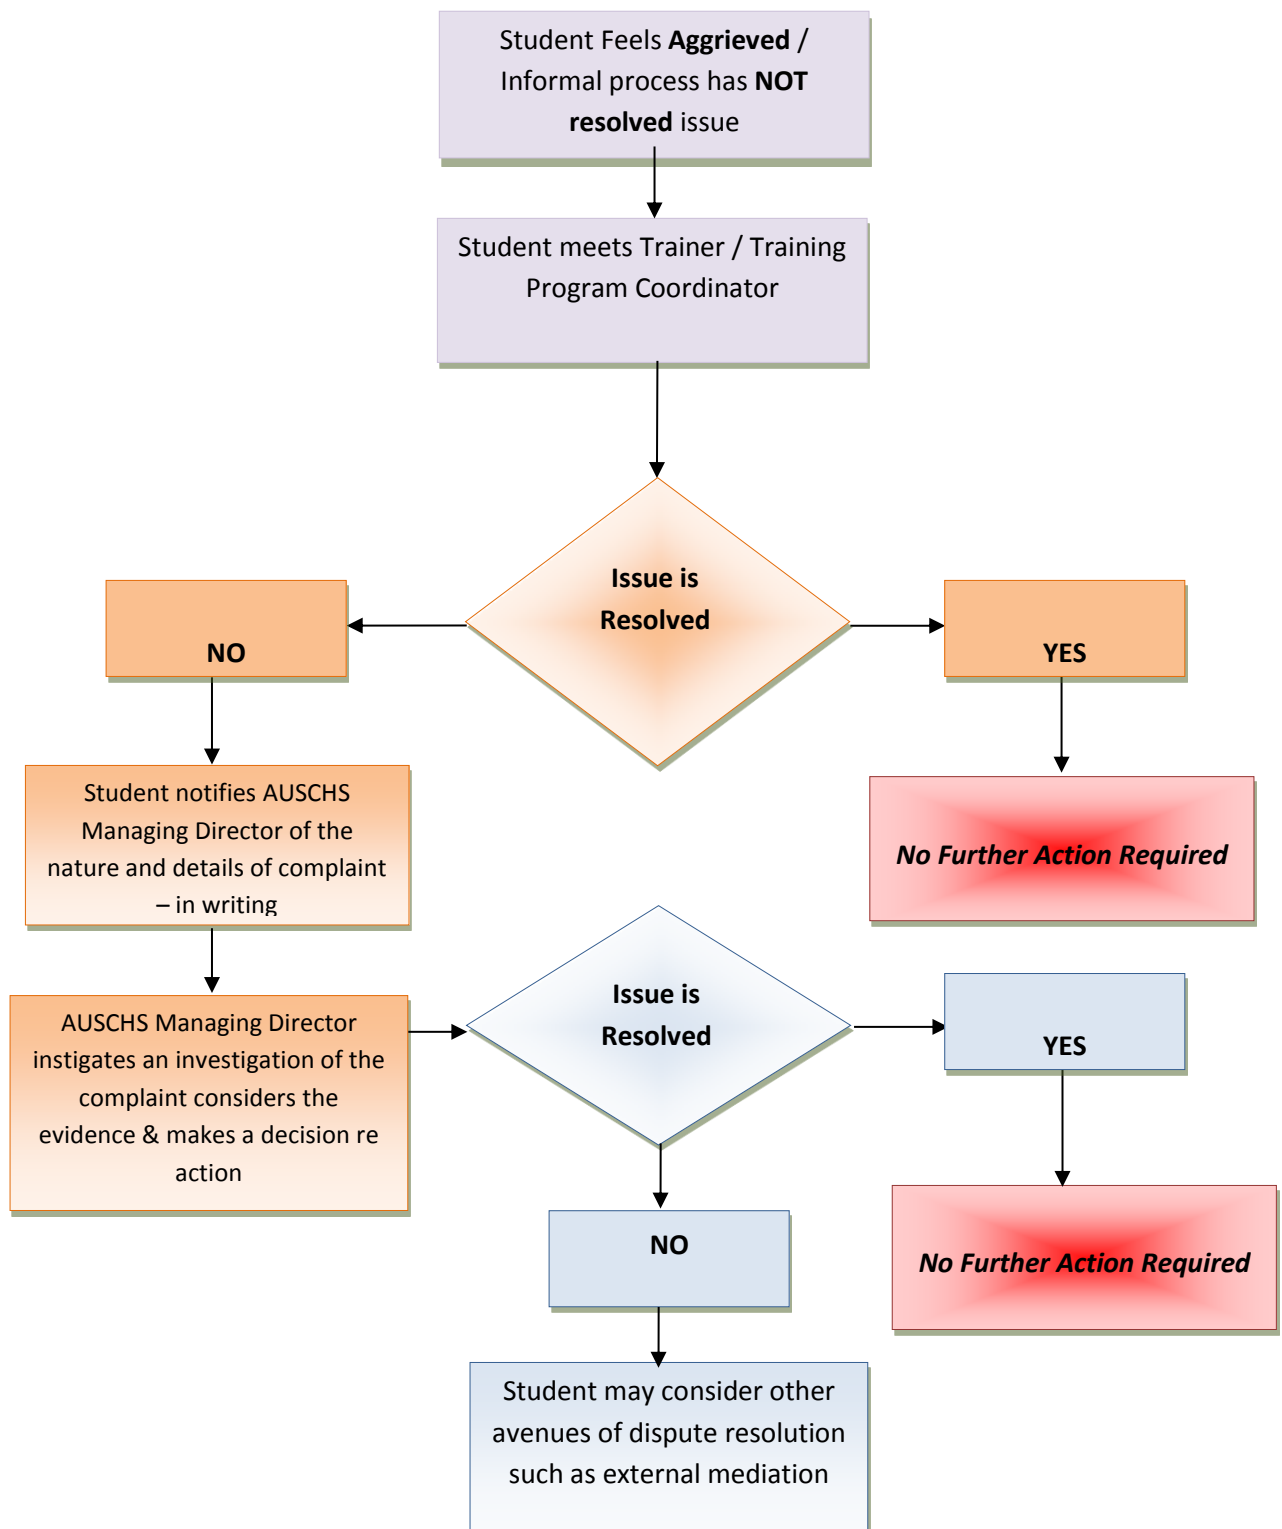 Student Feels Aggrieved /
Informal process has NOT
resolved issue
Student meets Trainer / Training
Program Coordinator
Issue is
Resolved
NO
YES
Student notifies AUSCHS
Managing Director of the
nature and details of complaint
– in writing
No Further Action Required
AUSCHS Managing Director
instigates an investigation of the
complaint considers the
evidence & makes a decision re
action
Issue is
Resolved
YES
NO
No Further Action Required
Student may consider other
avenues of dispute resolution
such as external mediation